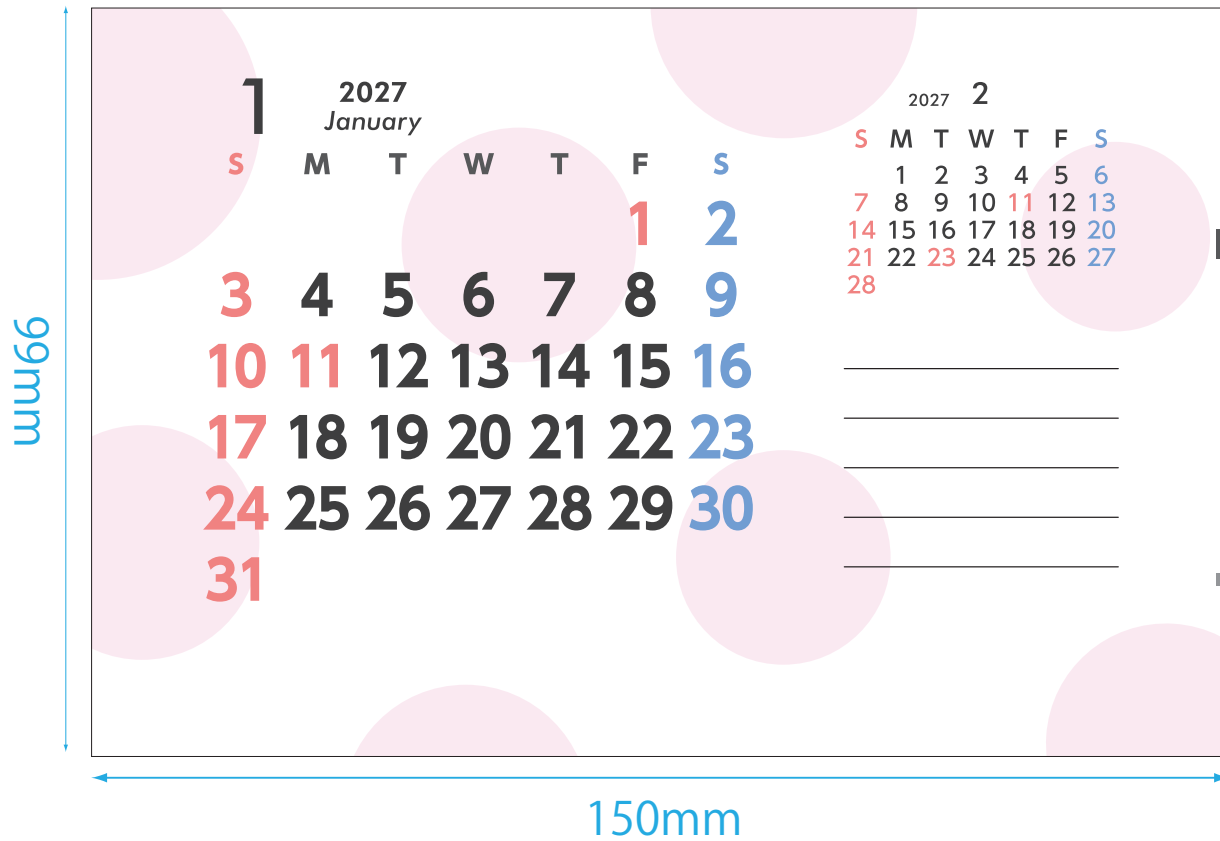 1
2027
January
S M T W T F S
1 2
3 4 5 6 7 8 9
10 11 12 13 14 15 16
17 18 19 20 21 22 23
24 25 26 27 28 29 30
31
2027 2
S M T W T F S
1 2 3 4 5 6
7 8 9 10 11 12 13
14 15 16 17 18 19 20
21 22 23 24 25 26 27
28
99mm
150mm